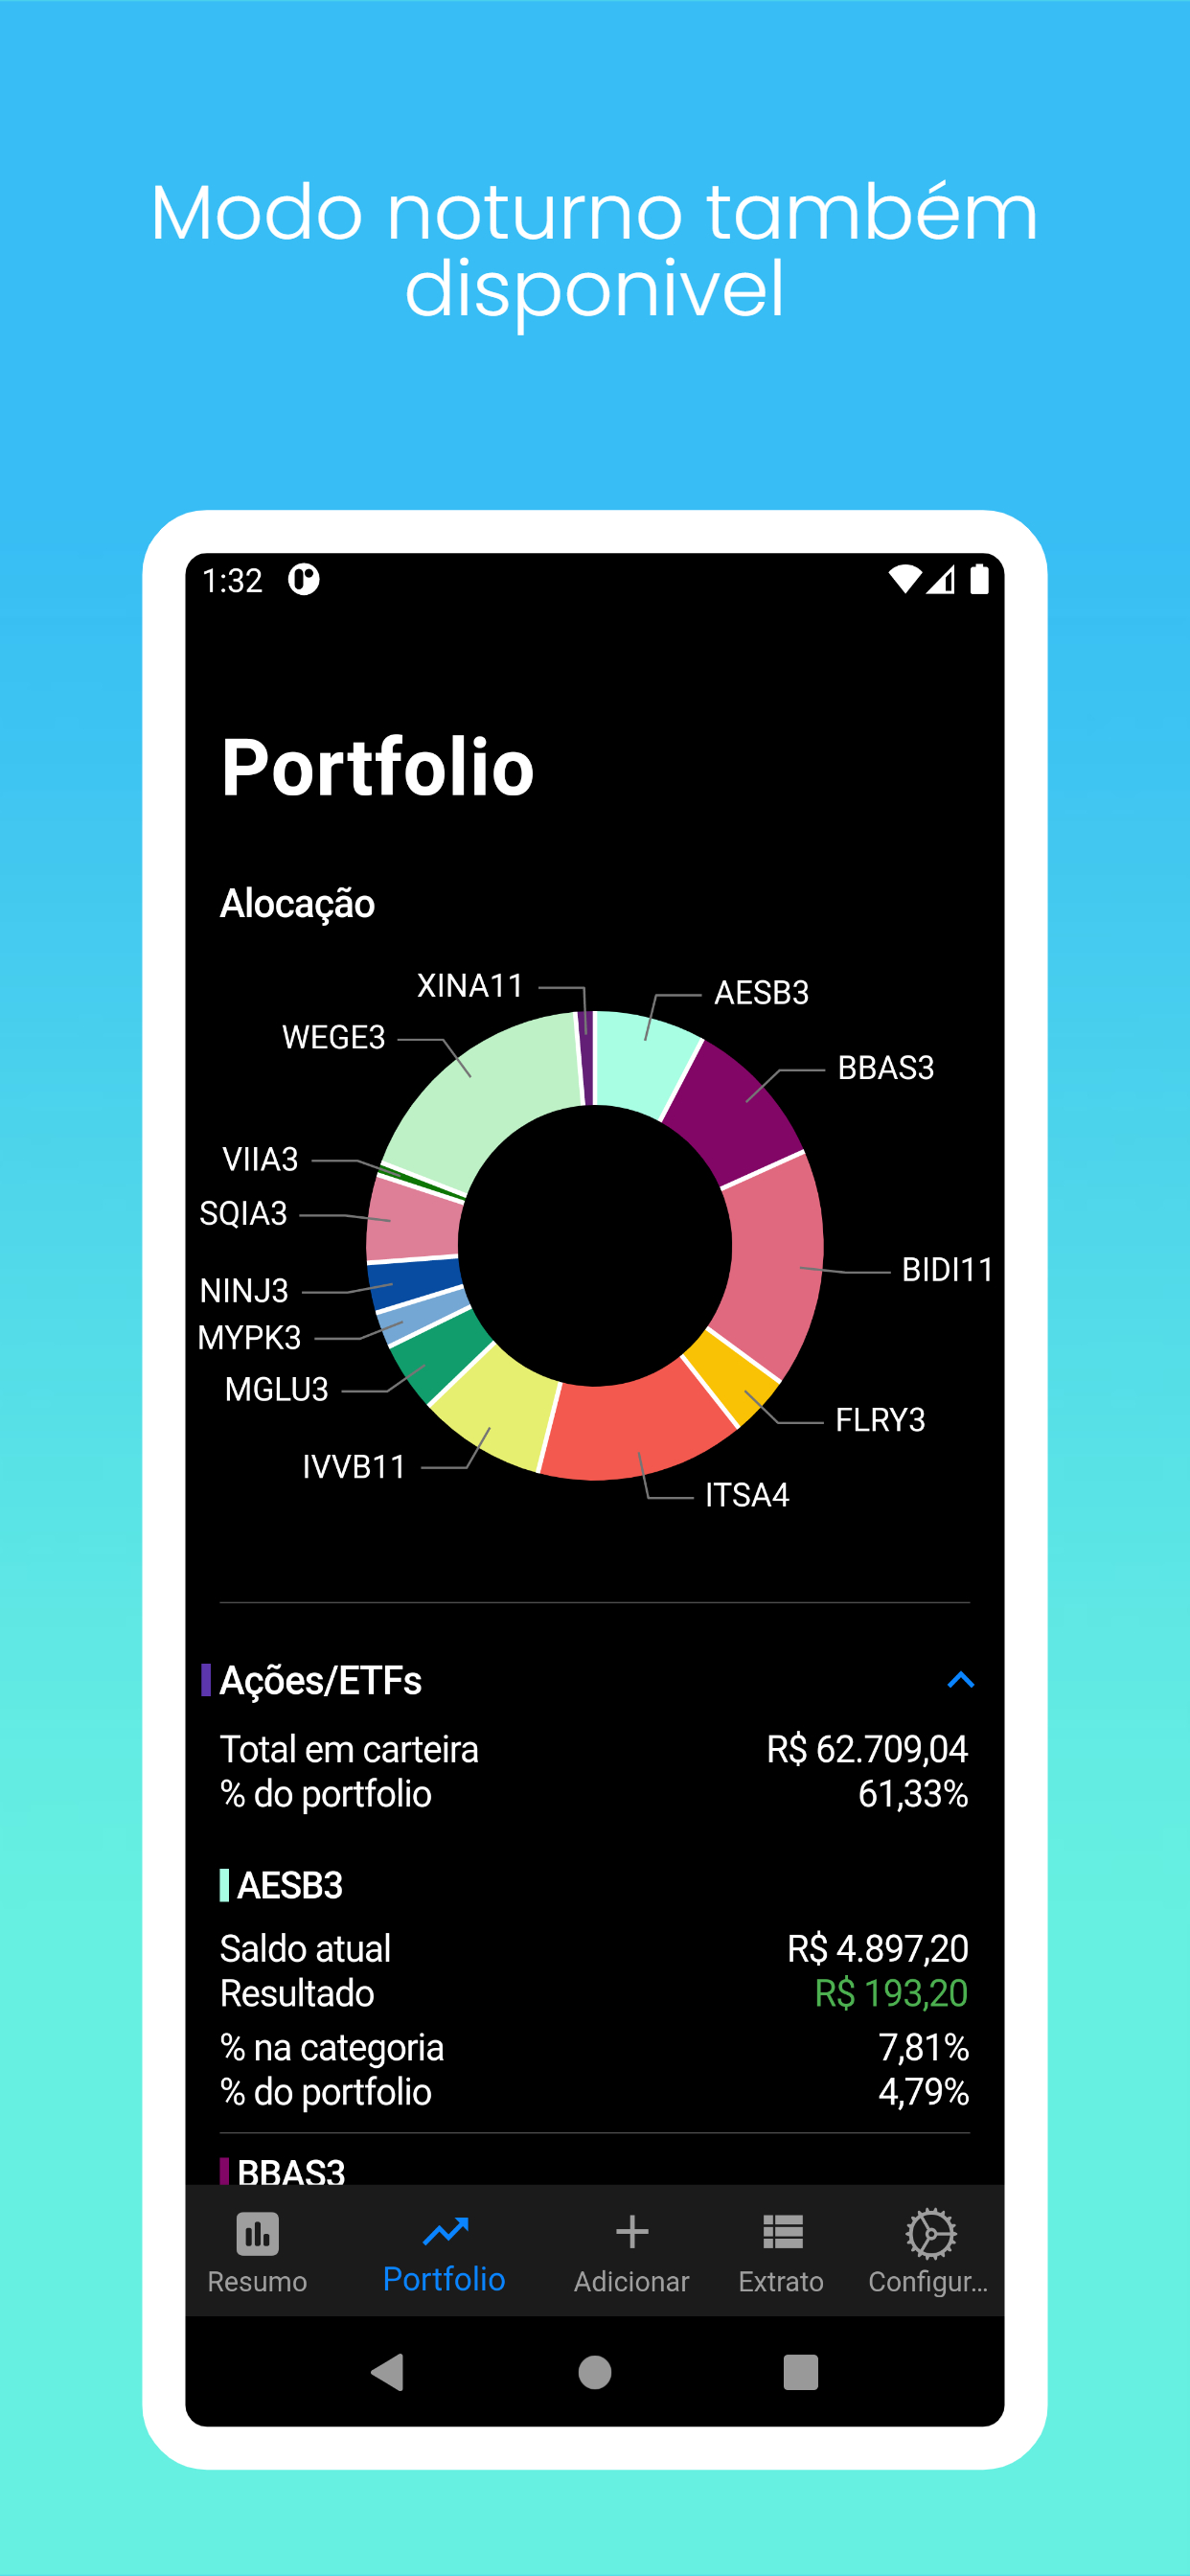 Modo noturno também
disponivel
1:32
Portfolio
Alocação
XINA11
AESB3
WEGE3
BBAS3
VIIA3
SQIA3
BIDI11
NINJ3
MYPK3
MGLU3
FLRY3
IVVB11
ITSA4
Ações/ETFs
Total em carteira R$ 62.709,04
% do portfolio 61,33%
AESB3
Saldo atual R$ 4.897,20
Resultado R$ 193,20
% na categoria 7,81%
% do portfolio 4,79%
BBAS3
Resumo Portfolio Adicionar Extrato Configur...